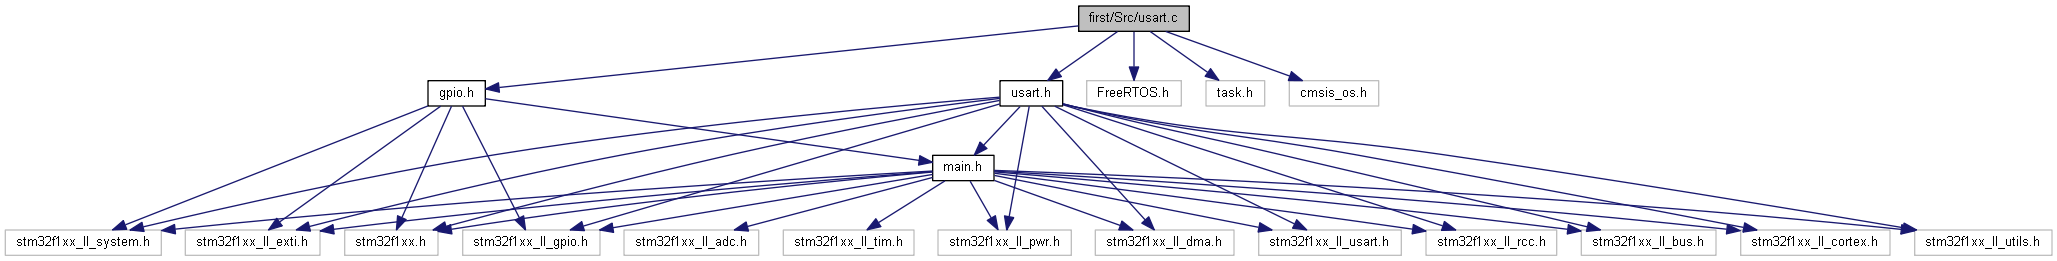 first/Src/usart.c
gpio.h
usart.h
FreeRTOS.h
task.h
cmsis_os.h
main.h
stm32f1xx_ll_system.h
stm32f1xx_ll_exti.h
stm32f1xx.h
stm32f1xx_ll_gpio.h
stm32f1xx_ll_adc.h
stm32f1xx_ll_tim.h
stm32f1xx_ll_pwr.h
stm32f1xx_ll_dma.h
stm32f1xx_ll_usart.h
stm32f1xx_ll_rcc.h
stm32f1xx_ll_bus.h
stm32f1xx_ll_cortex.h
stm32f1xx_ll_utils.h